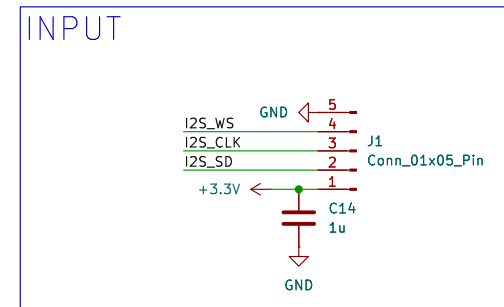 INPUT
GND
5
I2S_WS
4
I2S_CLK
3
I2S_SD
2
+3.3V
1
J1
Conn_01x05_Pin
C14
1u
GND